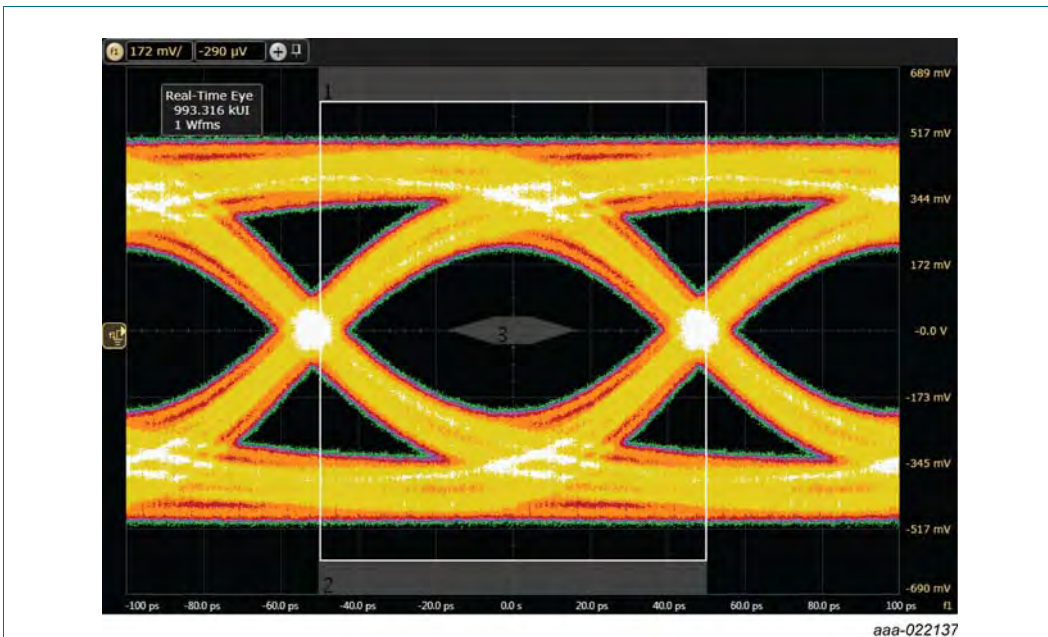 f1 172 mV/ -290 µV
689 mV
1
Real-Time Eye
993.316 kUI
1 Wfms
517 mV
344 mV
172 mV
3
-0.0 V
-173 mV
-345 mV
-517 mV
2
-690 mV
-100 ps -80.0 ps -60.0 ps -40.0 ps -20.0 ps 0.0 s 20.0 ps 40.0 ps 60.0 ps 80.0 ps 100 ps f1
aaa-022137